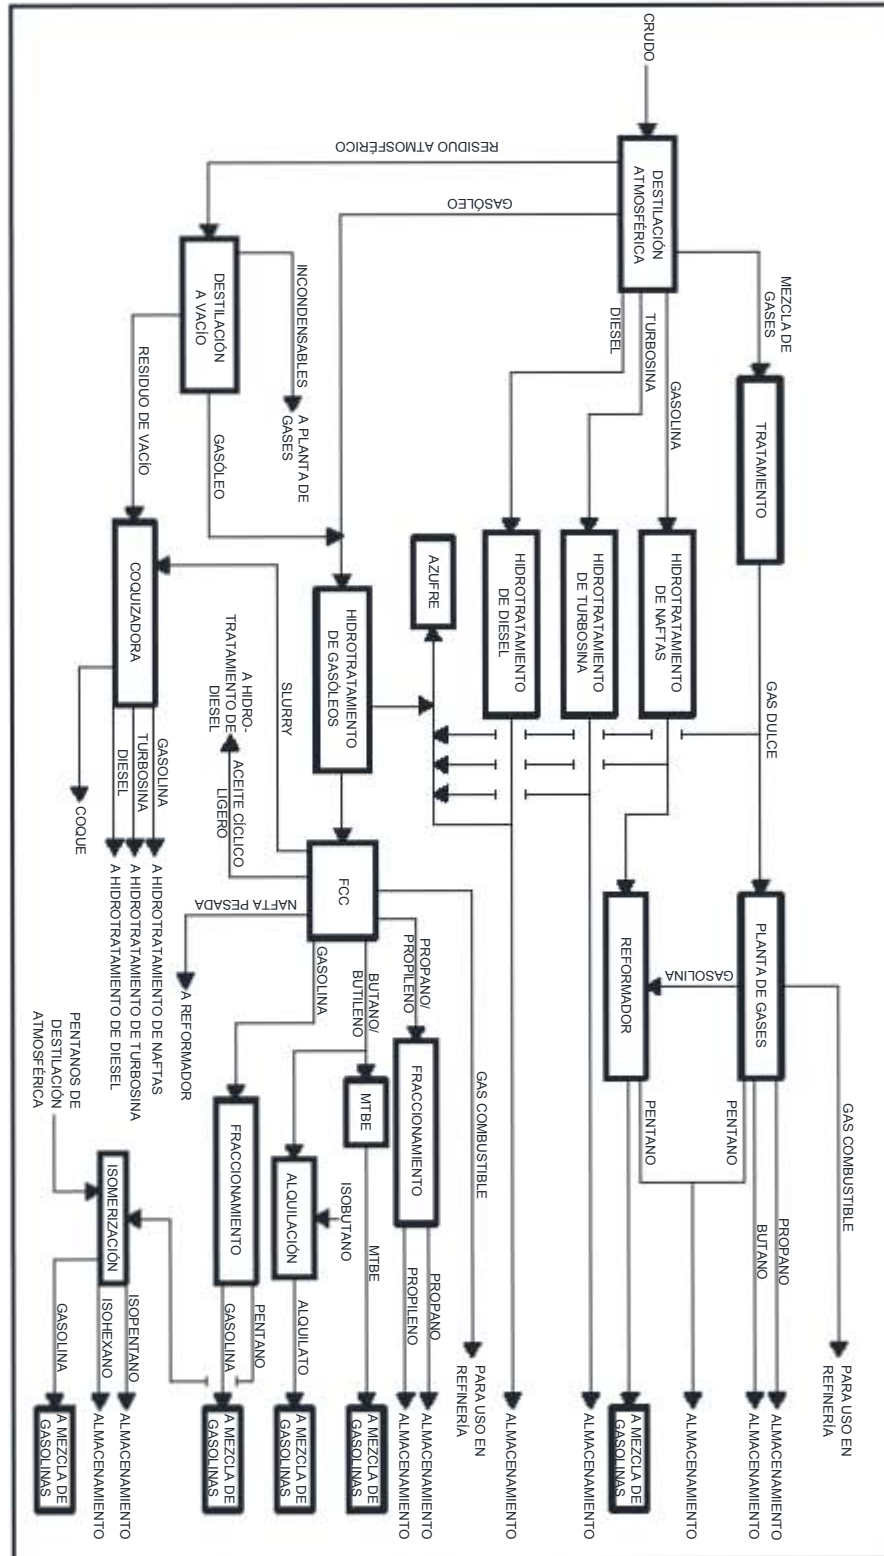 CRUDO
DESTILACIÓN
ATMOSFÉRICA
MEZCLA DE
GASES
TRATAMIENTO
GAS DULCE
PLANTA DE GASES
GAS COMBUSTIBLE
PARA USO EN
REFINERÍA
PROPANO
ALMACENAMIENTO
BUTANO
ALMACENAMIENTO
PENTANO
GASOLINA
PENTANO
ALMACENAMIENTO
GASOLINA
HIDROTRATAMIENTO
DE NAFTAS
REFORMADOR
A MEZCLA DE
GASOLINAS
TURBOSINA
HIDROTRATAMIENTO
DE TURBOSINA
ALMACENAMIENTO
DIESEL
HIDROTRATAMIENTO
DE DIESEL
ALMACENAMIENTO
AZUFRE
GASÓLEO
RESIDUO ATMOSFÉRICO
HIDROTRATAMIENTO
DE GASÓLEOS
FCC
GAS COMBUSTIBLE
PARA USO EN
REFINERÍA
PROPANO/
PROPILENO
FRACCIONAMIENTO
PROPANO
ALMACENAMIENTO
PROPILENO
ALMACENAMIENTO
BUTANO/
BUTILENO
MTBE
MTBE
A MEZCLA DE
GASOLINAS
ISOBUTANO
ALQUILACIÓN
ALQUILATO
A MEZCLA DE
GASOLINAS
GASOLINA
FRACCIONAMIENTO
PENTANO
GASOLINA
A MEZCLA DE
GASOLINAS
NAFTA PESADA
A REFORMADOR
ACEITE CÍCLICO
LIGERO
A HIDRO-
TRATAMIENTO DE
DIESEL
SLURRY
DESTILACIÓN
A VACÍO
INCONDENSABLES
A PLANTA DE
GASES
GASÓLEO
RESIDUO DE VACÍO
COQUIZADORA
GASOLINA
A HIDROTRATAMIENTO DE NAFTAS
TURBOSINA
A HIDROTRATAMIENTO DE TURBOSINA
DIESEL
A HIDROTRATAMIENTO DE DIESEL
COQUE
PENTANOS DE
DESTILACIÓN
ATMOSFÉRICA
ISOMERIZACIÓN
ISOPENTANO
ALMACENAMIENTO
ISOHEXANO
ALMACENAMIENTO
GASOLINA
A MEZCLA DE
GASOLINAS